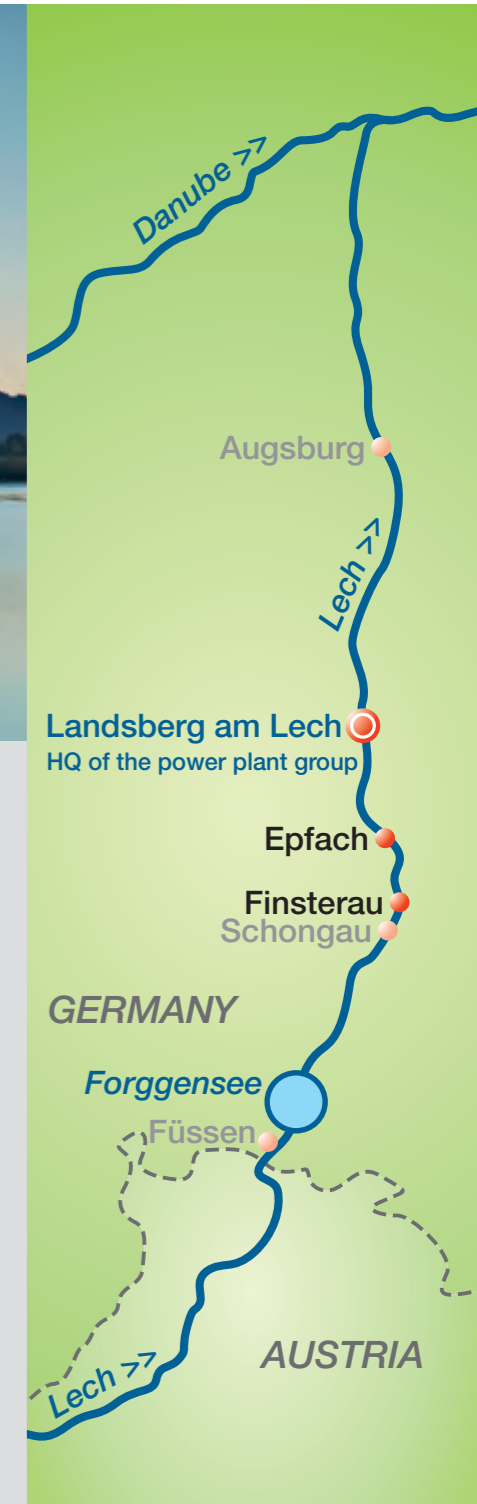 Danube >>
Augsburg
Lech >>
Landsberg am Lech
HQ of the power plant group
Epfach
Finsterau
Schongau
GERMANY
Forggensee
Füssen
AUSTRIA
Lech >>